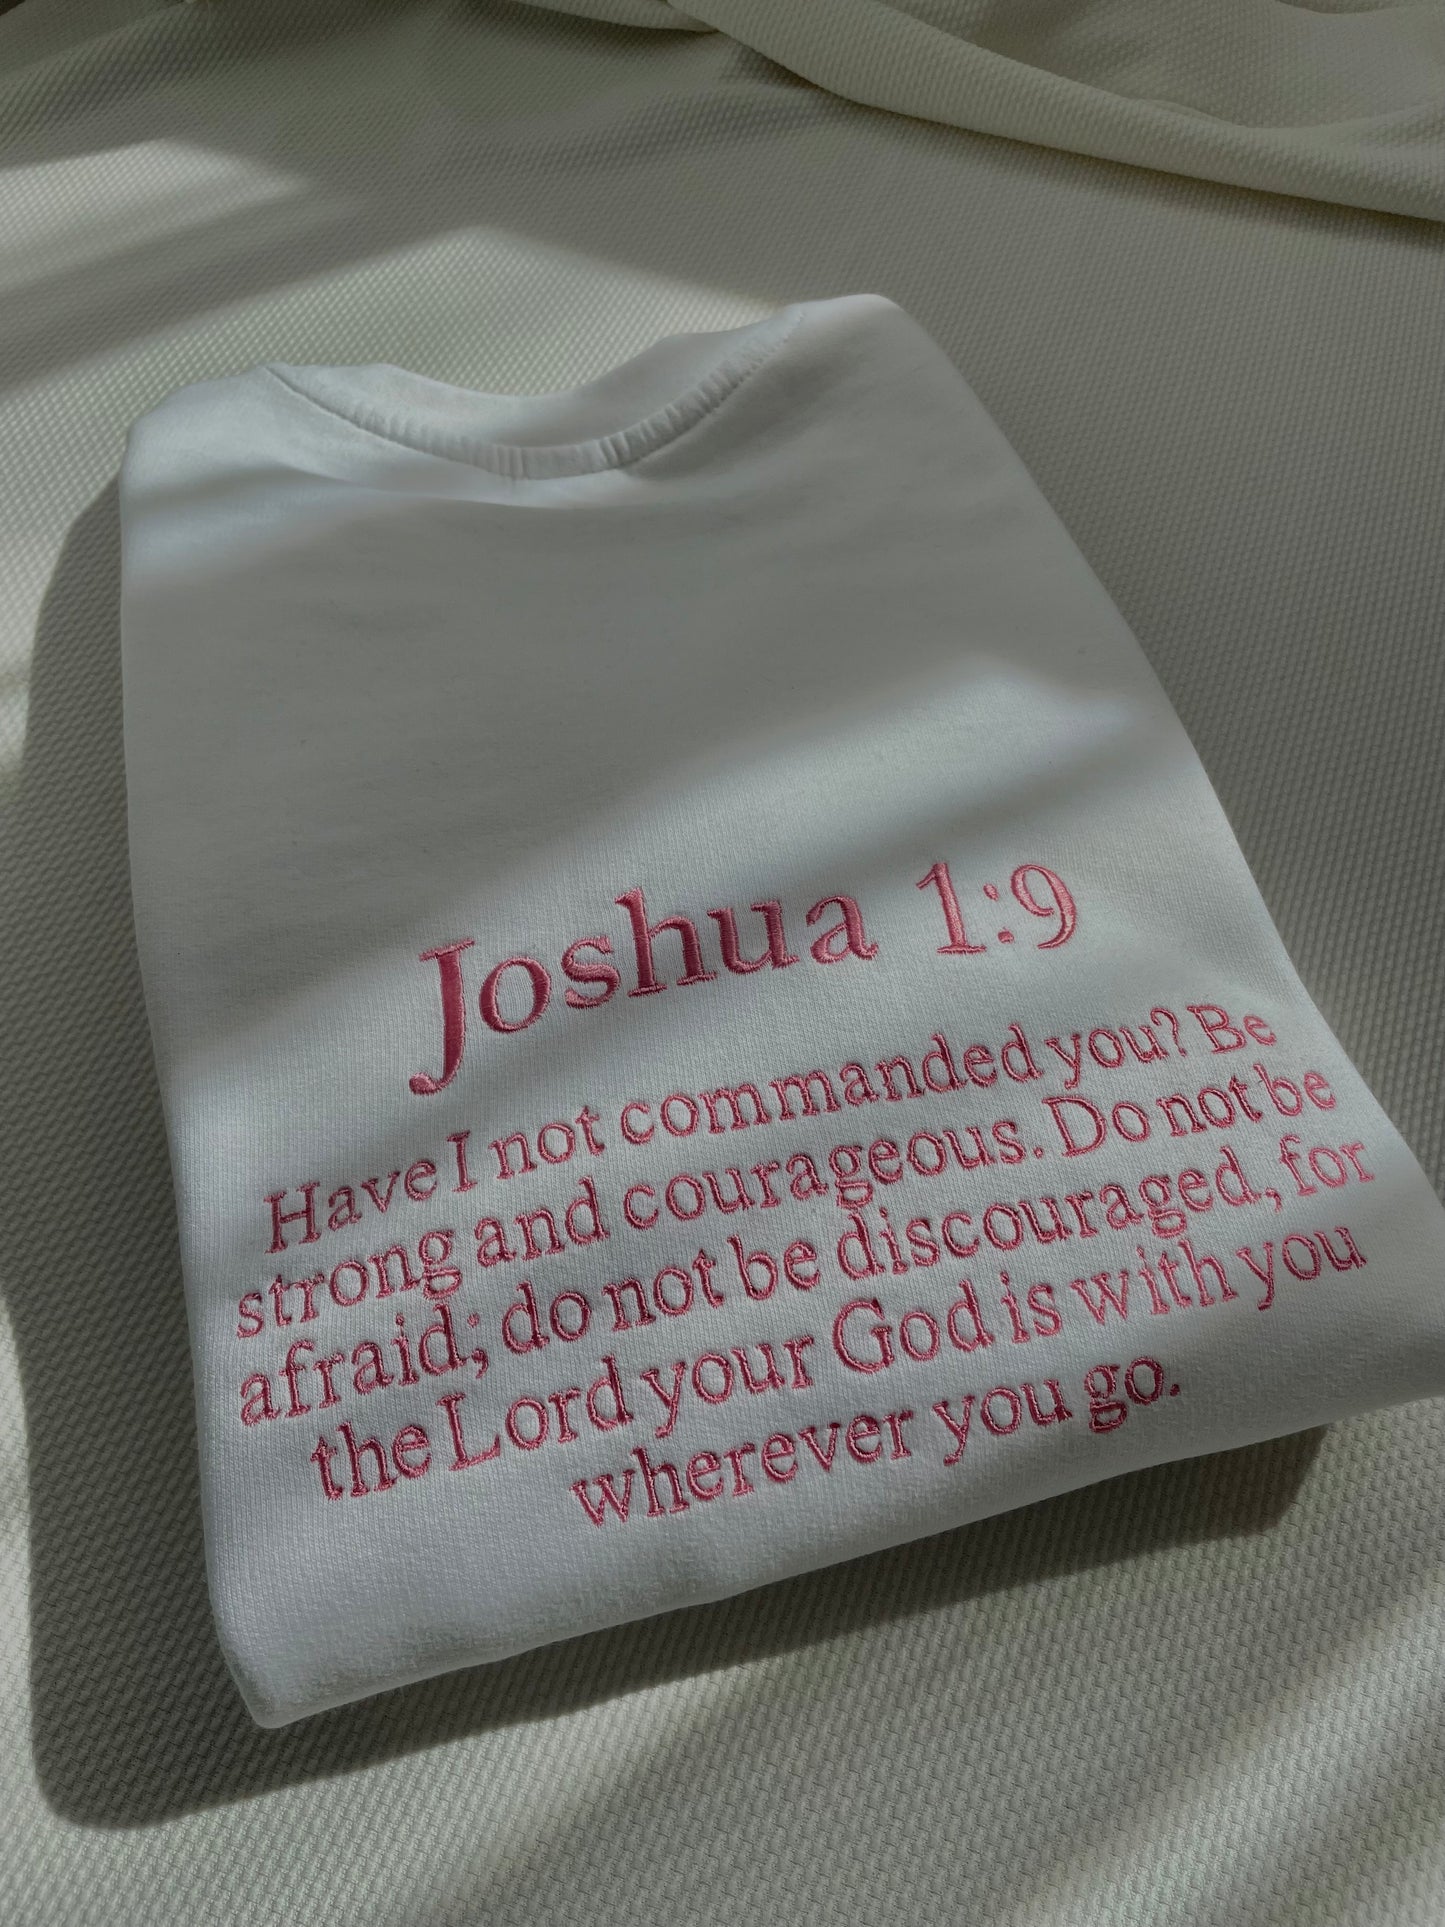 Joshua 1:9
Have I not commanded you? Be
strong and courageous. Do not be
afraid; do not be discouraged, for
the Lord your God is with you
wherever you go.